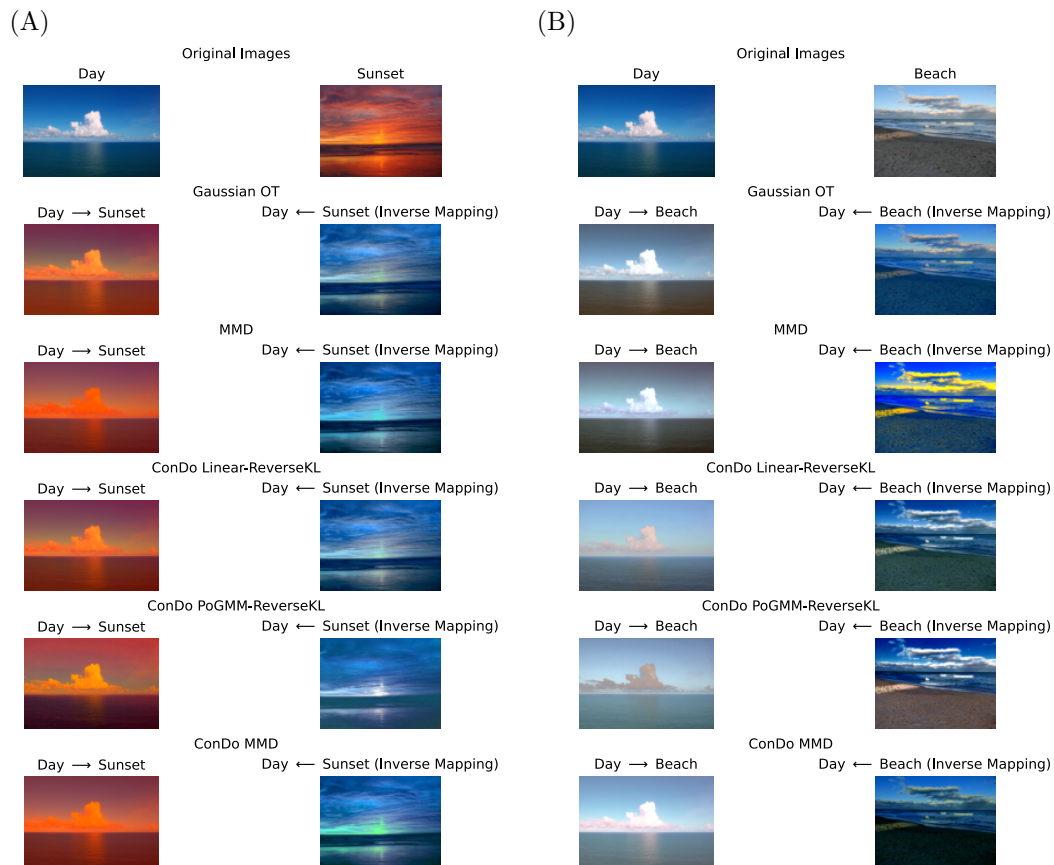 (A)
Original Images
Day
Sunset
Gaussian OT
Day → Sunset
Day ← Sunset (Inverse Mapping)
MMD
Day → Sunset
Day ← Sunset (Inverse Mapping)
ConDo Linear-ReverseKL
Day → Sunset
Day ← Sunset (Inverse Mapping)
ConDo PoGMM-ReverseKL
Day → Sunset
Day ← Sunset (Inverse Mapping)
ConDo MMD
Day → Sunset
Day ← Sunset (Inverse Mapping)
(B)
Original Images
Day
Beach
Gaussian OT
Day → Beach
Day ← Beach (Inverse Mapping)
MMD
Day → Beach
Day ← Beach (Inverse Mapping)
ConDo Linear-ReverseKL
Day → Beach
Day ← Beach (Inverse Mapping)
ConDo PoGMM-ReverseKL
Day → Beach
Day ← Beach (Inverse Mapping)
ConDo MMD
Day → Beach
Day ← Beach (Inverse Mapping)